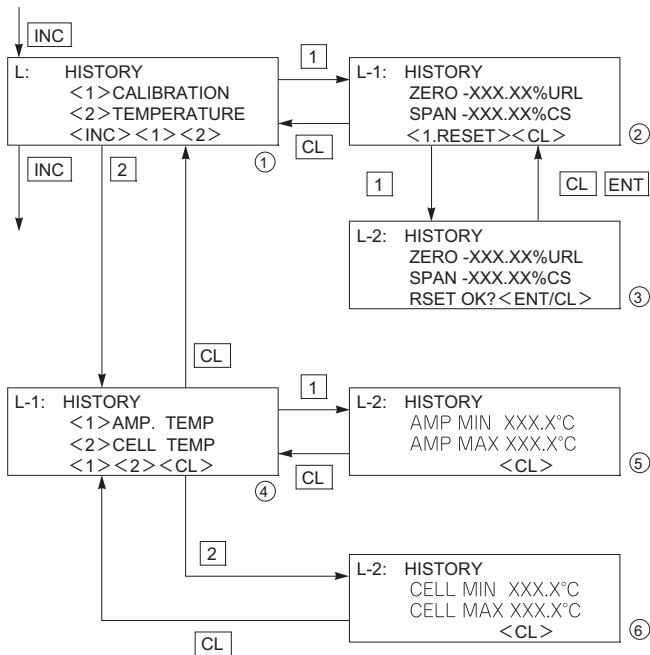 INC
L: HISTORY
<1>CALIBRATION
<2>TEMPERATURE
<INC><1><2>
①
1
CL
L-1: HISTORY
ZERO -XXX.XX%URL
SPAN -XXX.XX%CS
<1.RESET><CL>
②
INC
2
1
CL ENT
L-2: HISTORY
ZERO -XXX.XX%URL
SPAN -XXX.XX%CS
RSET OK?<ENT/CL>
③
CL
L-1: HISTORY
<1>AMP. TEMP
<2>CELL TEMP
<1><2><CL>
④
1
CL
L-2: HISTORY
AMP MIN XXX.X°C
AMP MAX XXX.X°C
<CL>
⑤
2
L-2: HISTORY
CELL MIN XXX.X°C
CELL MAX XXX.X°C
<CL>
⑥
CL